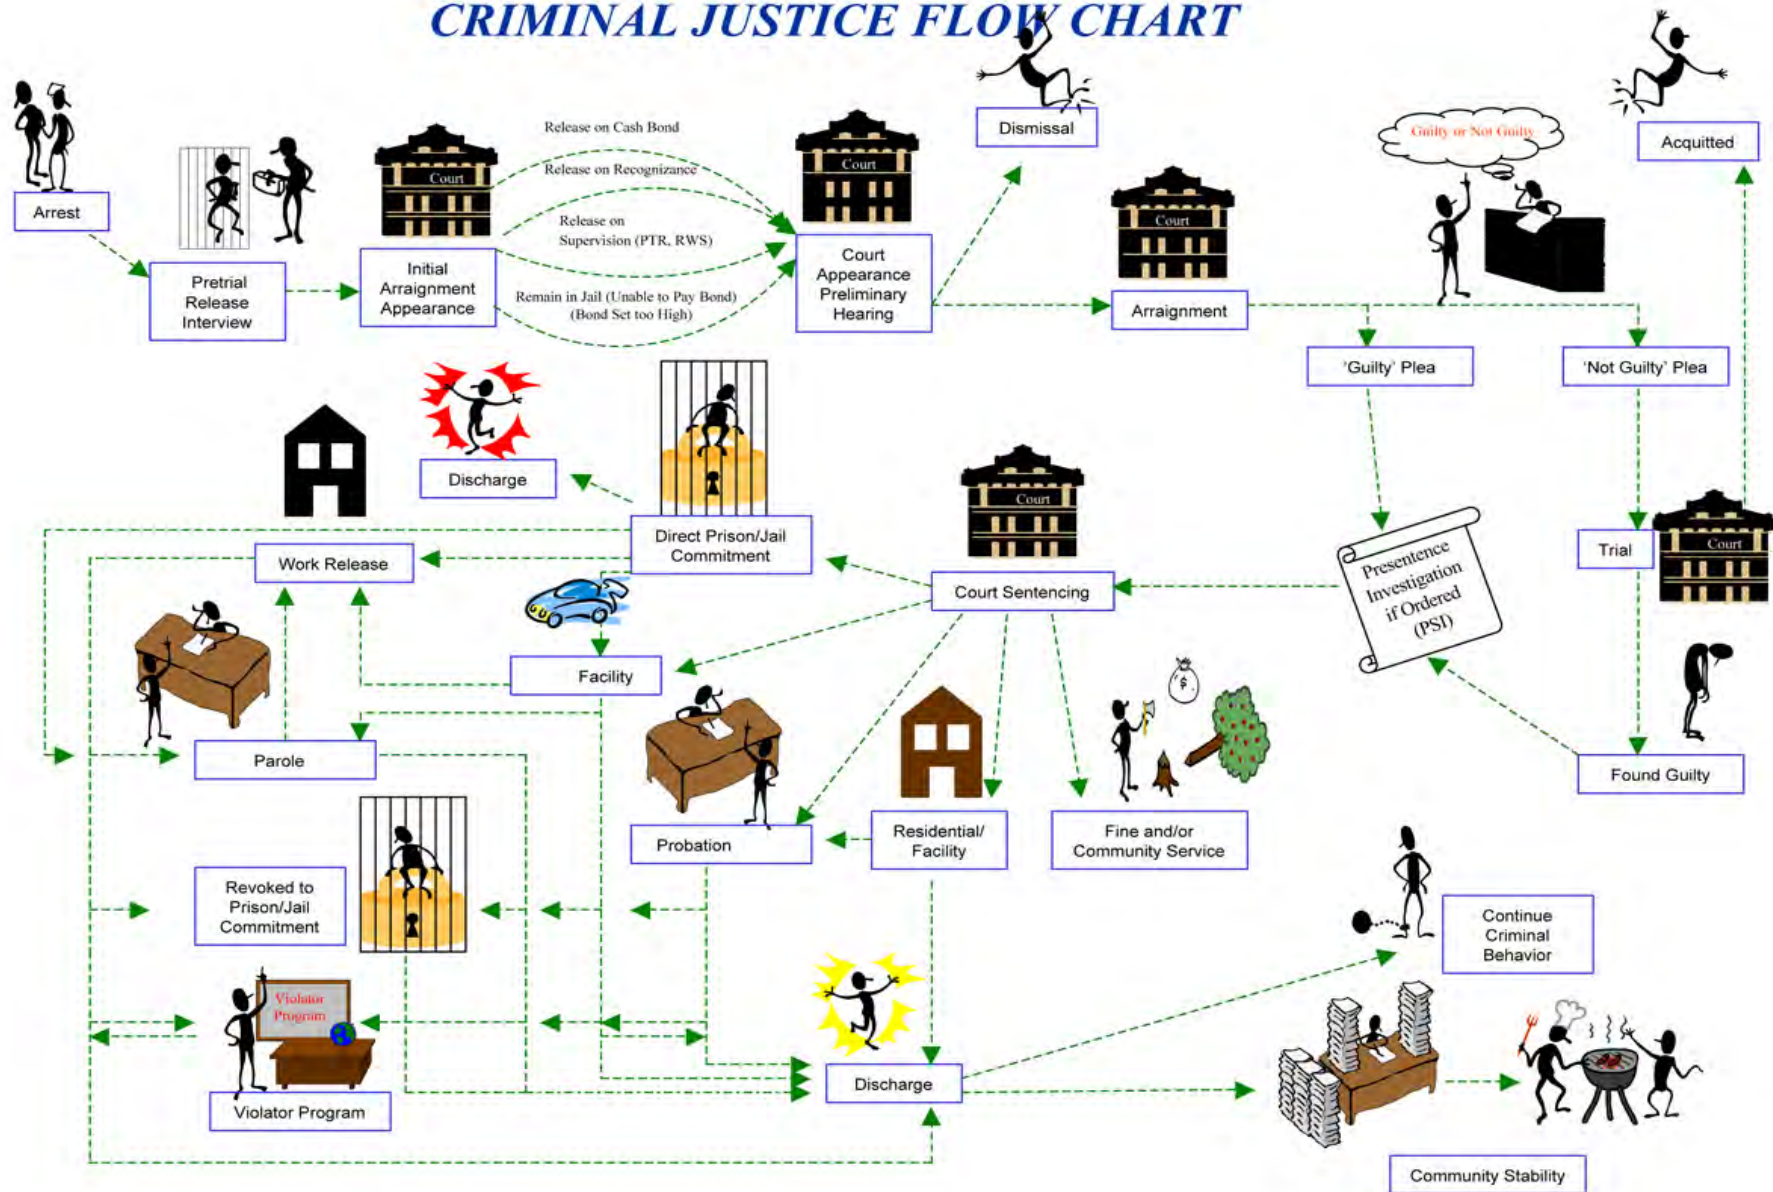 CRIMINAL JUSTICE FLOW CHART
Arrest
Pretrial
Release
Interview
Court
Initial
Arraignment
Appearance
Release on Cash Bond
Release on Recognizance
Release on
Supervision (PTR, RWS)
Remain in Jail (Unable to Pay Bond)
(Bond Set too High)
Court
Court
Appearance
Preliminary
Hearing
Dismissal
Court
Arraignment
Guilty or Not Guilty
Acquitted
'Guilty' Plea
'Not Guilty' Plea
Discharge
Direct Prison/Jail
Commitment
Work Release
Court
Court Sentencing
Presentence
Investigation
if Ordered
(PSI)
Trial
Court
Facility
Parole
$
Found Guilty
Probation
Residential/
Facility
Fine and/or
Community Service
Revoked to
Prison/Jail
Commitment
Continue
Criminal
Behavior
Violator
Program
Violator Program
Discharge
Community Stability